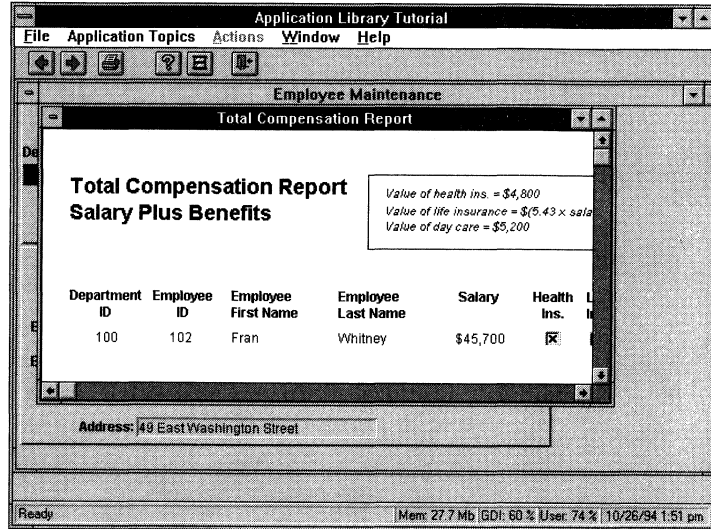 Application Library Tutorial
File Application Topics Actions Window Help
Employee Maintenance
Total Compensation Report
De
Total Compensation Report
Salary Plus Benefits
Value of health ins. = $4,800
Value of life insurance = $(5.43 x sala
Value of day care = $5,200
Department ID
Employee ID
Employee First Name
Employee Last Name
Salary
Health Ins.
L
I
100 102 Fran Whitney $45,700
E
E
Address: 49 East Washington Street
Ready Mem: 27.7 Mb GDI: 60 % User: 74 % 10/26/94 1:51 pm